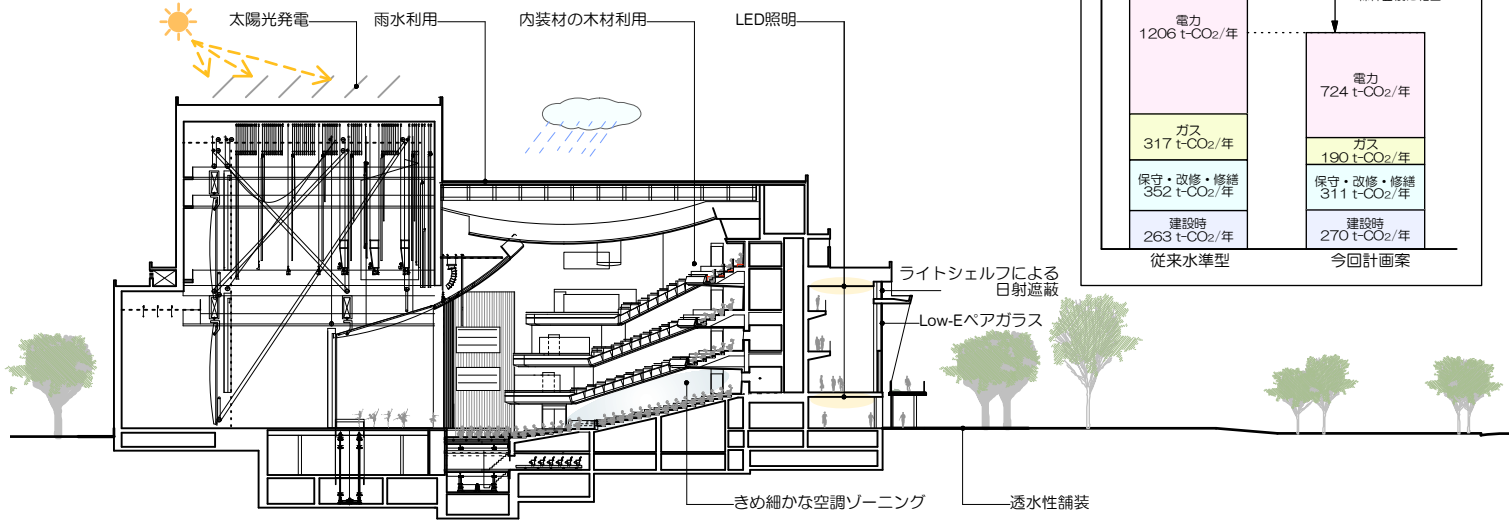 太陽光発電
雨水利用
内装材の木材利用
LED照明
電力
1206 t-CO₂/年
電力
724 t-CO₂/年
ガス
317 t-CO₂/年
ガス
190 t-CO₂/年
保守・改修・修繕
352 t-CO₂/年
保守・改修・修繕
311 t-CO₂/年
建設時
263 t-CO₂/年
建設時
270 t-CO₂/年
従来水準型
今回計画案
ライトシェルフによる
日射遮蔽
Low-Eペアガラス
きめ細かな空調ゾーニング
透水性舗装